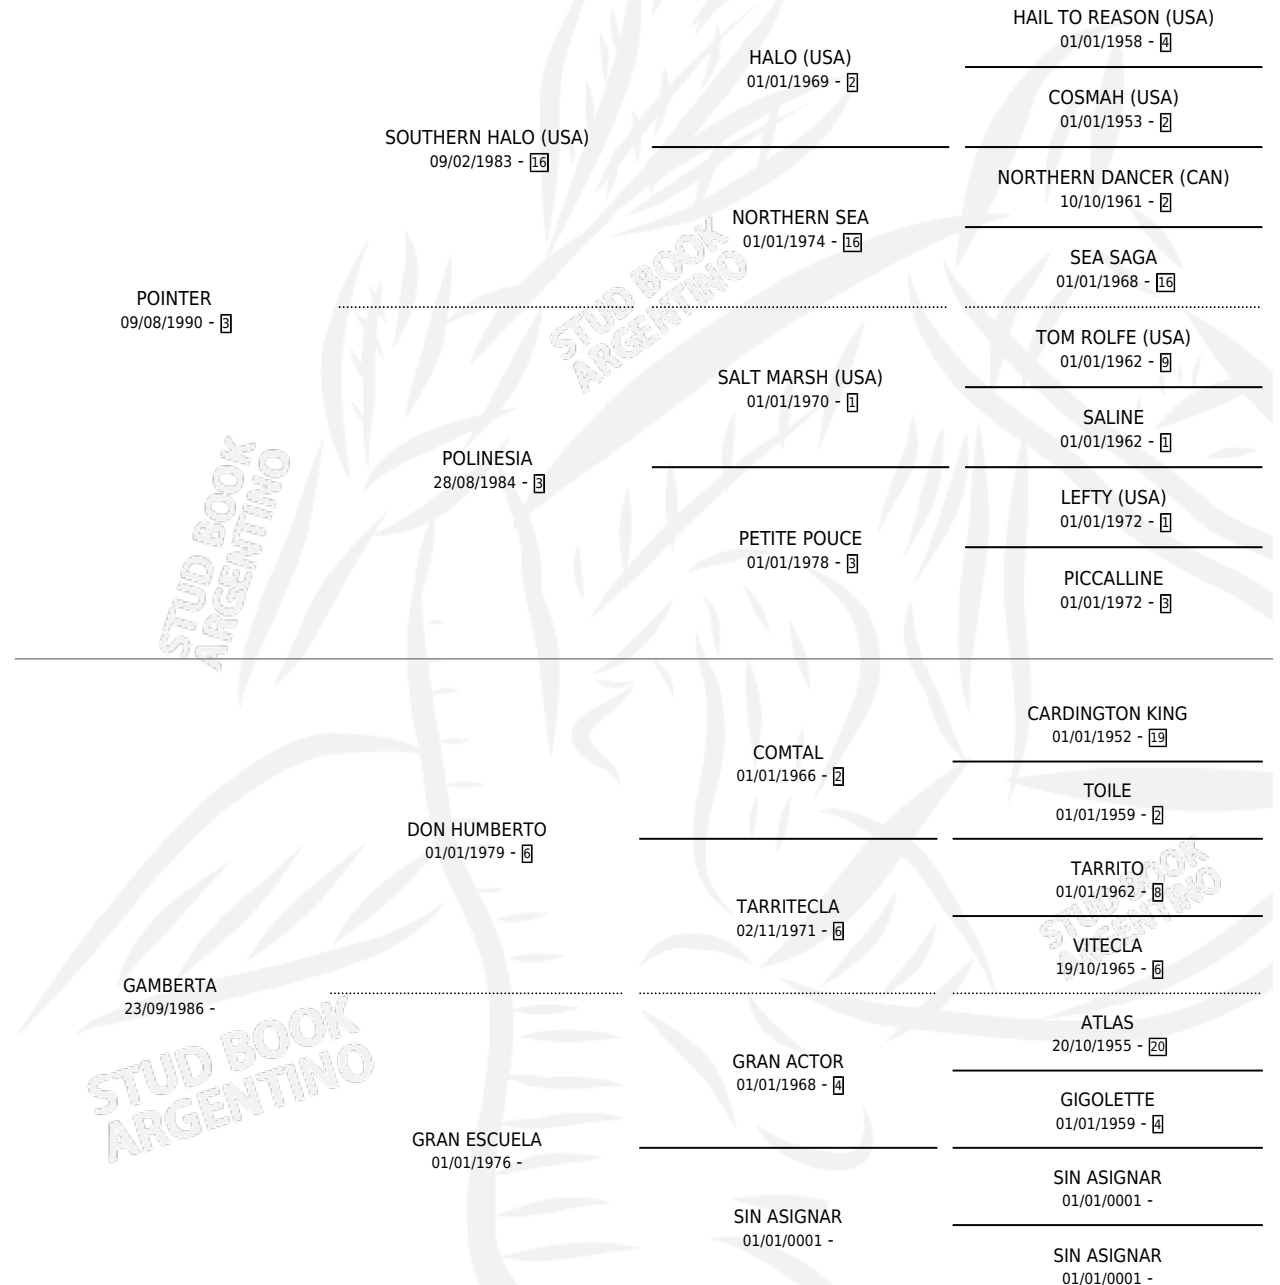 HAIL TO REASON (USA)
01/01/1958 - 4
HALO (USA)
01/01/1969 - 2
COSMAH (USA)
01/01/1953 - 2
SOUTHERN HALO (USA)
09/02/1983 - 16
NORTHERN DANCER (CAN)
10/10/1961 - 2
NORTHERN SEA
01/01/1974 - 16
SEA SAGA
01/01/1968 - 16
STUD BOOK
ARGENTINO
POINTER
09/08/1990 - 3
TOM ROLFE (USA)
01/01/1962 - 9
SALT MARSH (USA)
01/01/1970 - 1
SALINE
01/01/1962 - 1
POLINESIA
28/08/1984 - 3
LEFTY (USA)
01/01/1972 - 1
PETITE POUCE
01/01/1978 - 3
PICCALLINE
01/01/1972 - 3
STUD BOOK
ARGENTINO
CARDINGTON KING
01/01/1952 - 19
COMTAL
01/01/1966 - 2
TOILE
01/01/1959 - 2
DON HUMBERTO
01/01/1979 - 6
TARRITO
01/01/1962 - 8
TARRITECLA
02/11/1971 - 6
VITECLA
19/10/1965 - 6
STUD BOOK
ARGENTINO
GAMBERTA
23/09/1986 -
ATLAS
20/10/1955 - 20
GRAN ACTOR
01/01/1968 - 4
GIGOLETTE
01/01/1959 - 4
STUD BOOK
ARGENTINO
GRAN ESCUELA
01/01/1976 -
SIN ASIGNAR
01/01/0001 -
SIN ASIGNAR
01/01/0001 -
SIN ASIGNAR
01/01/0001 -